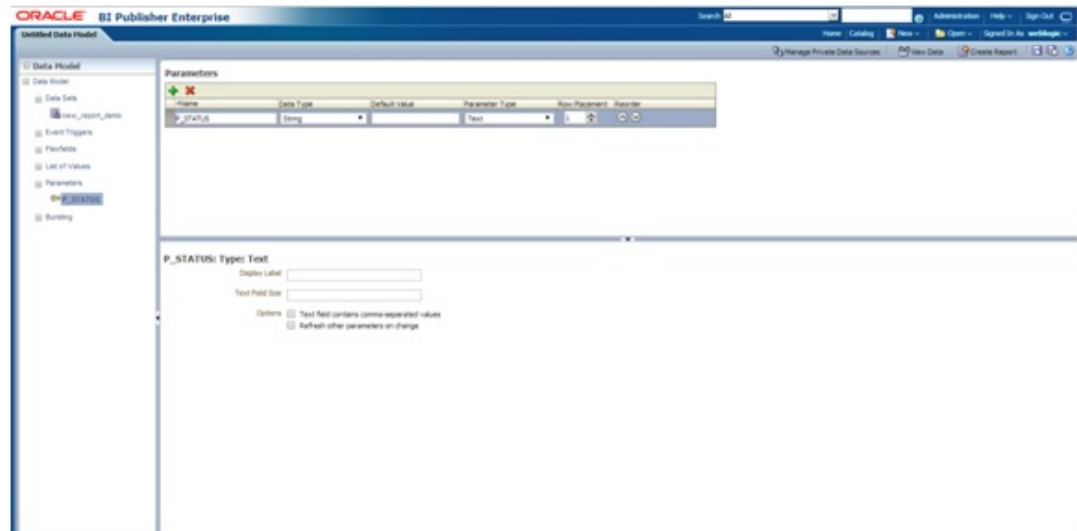 ORACLE BI Publisher Enterprise
Search All
Administration Help Sign Out
Untitled Data Model
Home Catalog New Open Signed In As weblogic
Manage Private Data Sources View Data Create Report
Data Model
Data Model
Data Sets
new_report_demo
Event Triggers
Flexfields
List of Values
Parameters
P_STATUS
Bursting
Parameters
*Name Data Type Default Value Parameter Type Row Placement Reorder
P_STATUS String Text 1
P_STATUS: Type: Text
Display Label
Text Field Size
Options Text field contains comma-separated values
Refresh other parameters on change